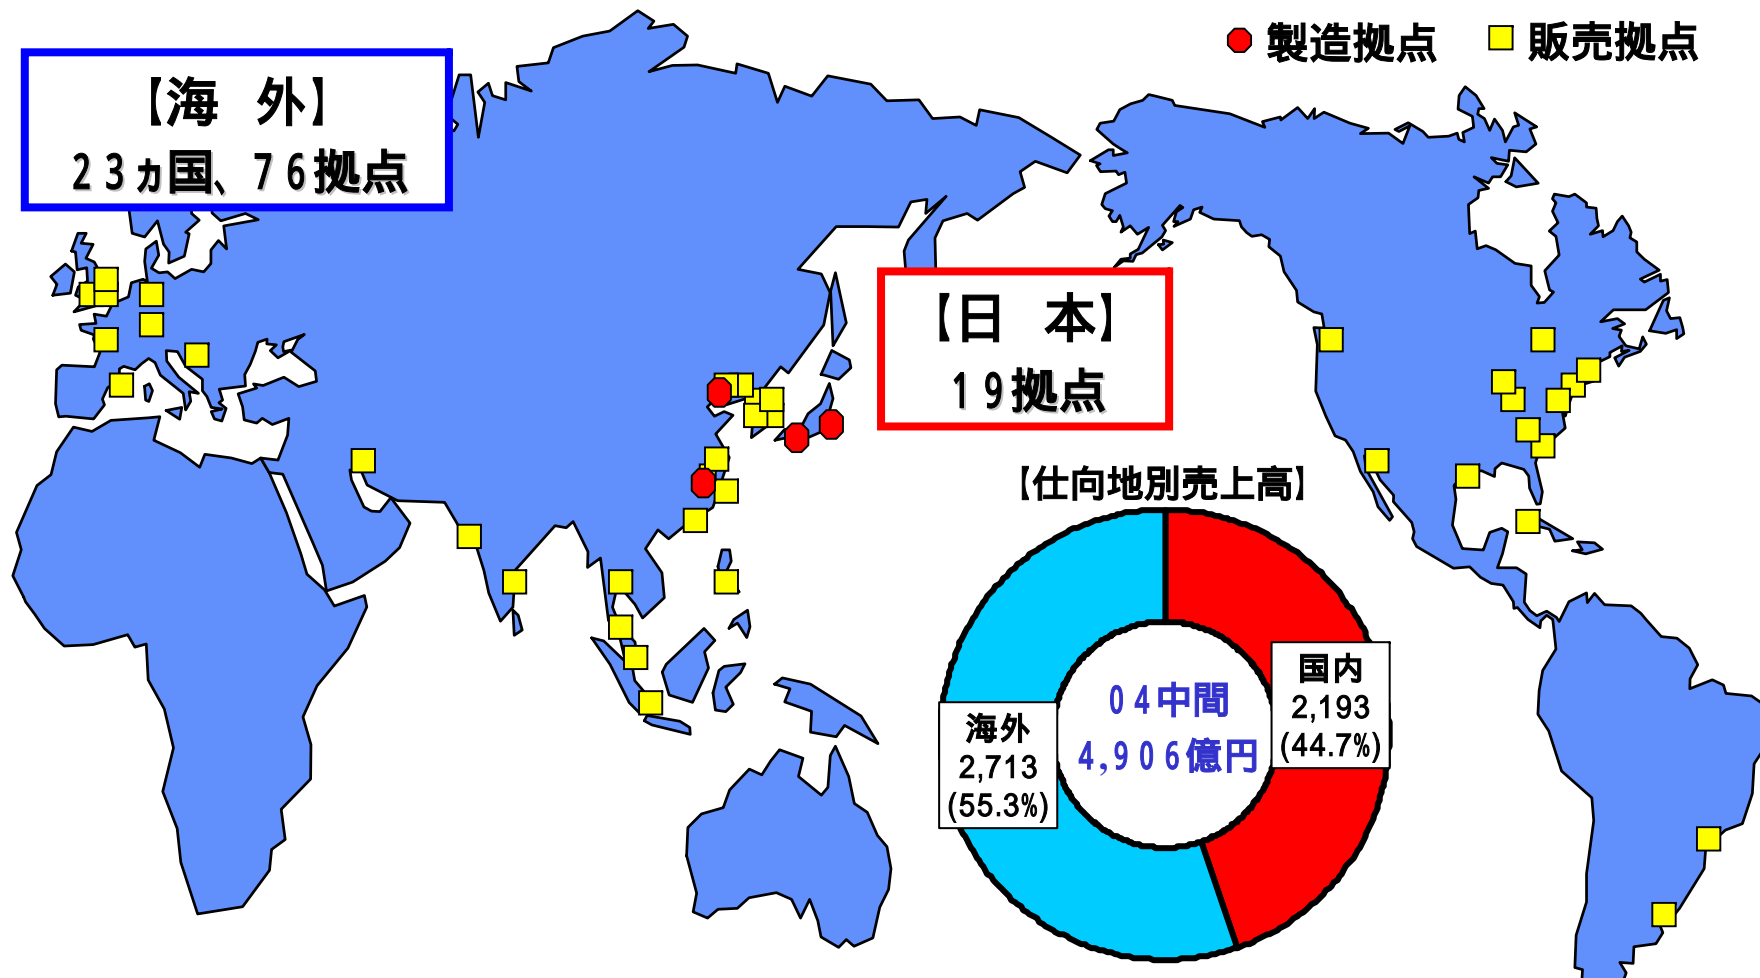 製造拠点 販売拠点
【海 外】
23ヵ国、76拠点
【日 本】
19拠点
【仕向地別売上高】
04中間
4,906億円
国内
2,193
(44.7%)
海外
2,713
(55.3%)